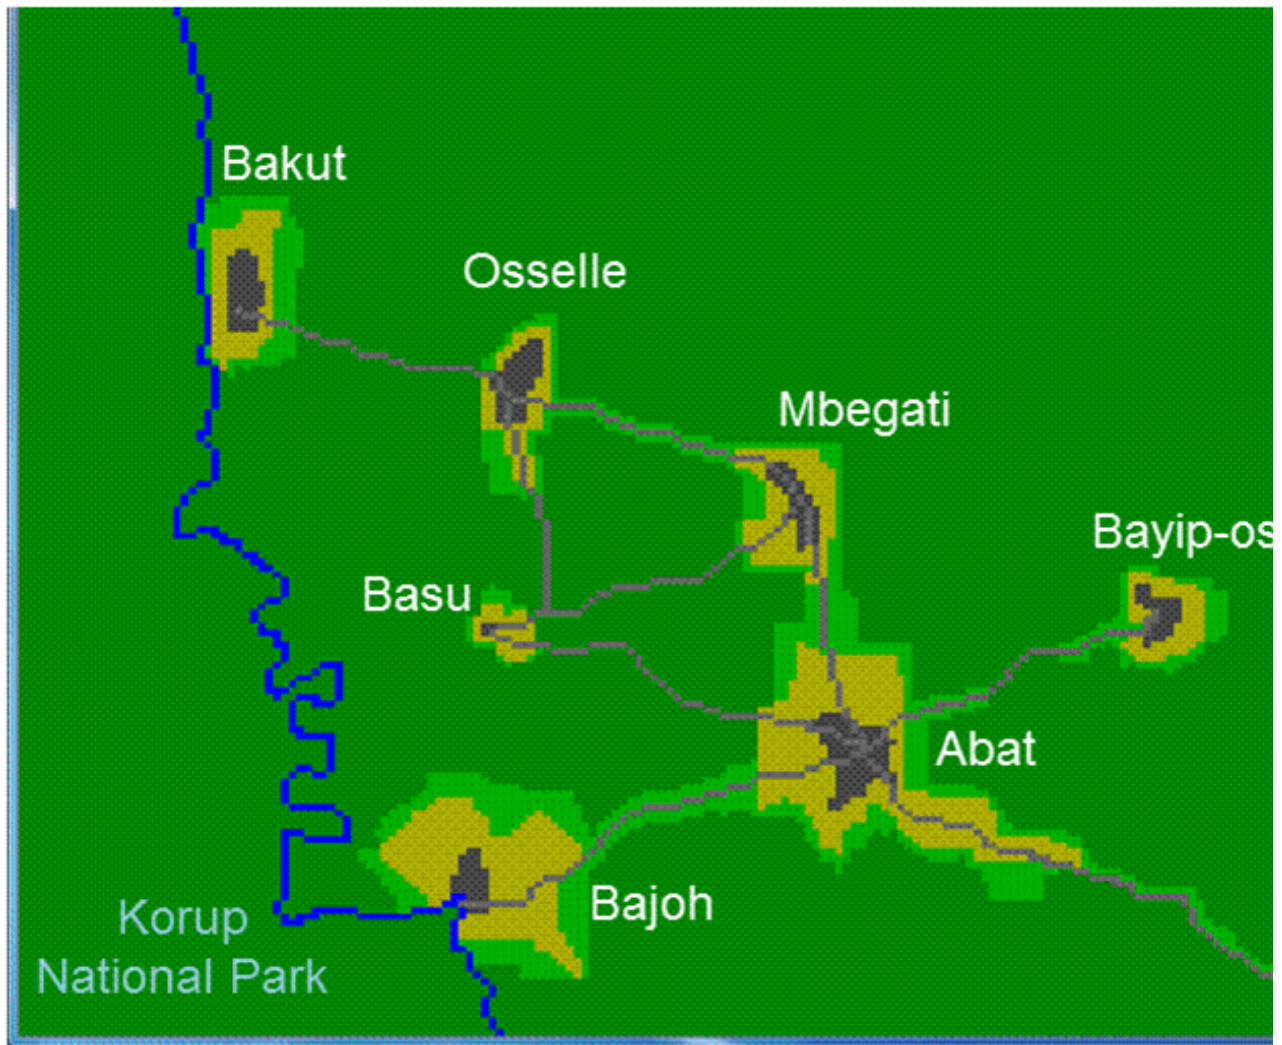 Bakut
Osselle
Mbegati
Bayip-os
Basu
Abat
Bajoh
Korup
National Park